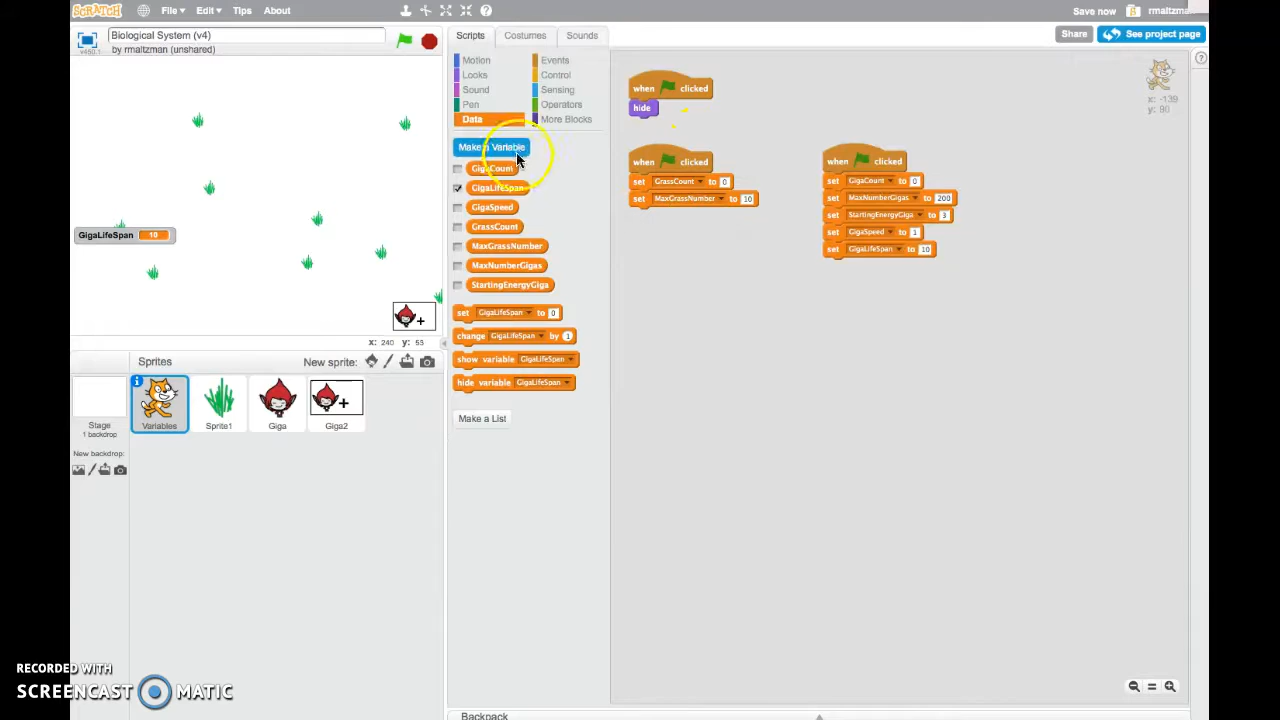 SCRATCH File Edit Tips About Save now rmaltzman
Biological System (v4)
by rmaltzman (unshared)
v450.1
Scripts Costumes Sounds
Share See project page
Motion Events
Looks Control
Sound Sensing
Pen Operators
Data More Blocks
Make a Variable
GigaCount
GigaLifeSpan
GigaSpeed
GrassCount
MaxGrassNumber
MaxNumberGigas
StartingEnergyGiga
set GigaLifeSpan to 0
change GigaLifeSpan by 1
show variable GigaLifeSpan
hide variable GigaLifeSpan
Make a List
GigaLifeSpan 10
+
x: 240 y: 55
when clicked
hide
when clicked
set GrassCount to 0
set MaxGrassNumber to 10
when clicked
set GigaCount to 0
set MaxNumberGigas to 200
set StartingEnergyGiga to 3
set GigaSpeed to 1
set GigaLifeSpan to 10
x: -139
y: 90
?
Sprites New sprite:
Stage
1 backdrop
New backdrop:
Variables Sprite1 Giga Giga2
+
RECORDED WITH
SCREENCAST MATIC
Backpack